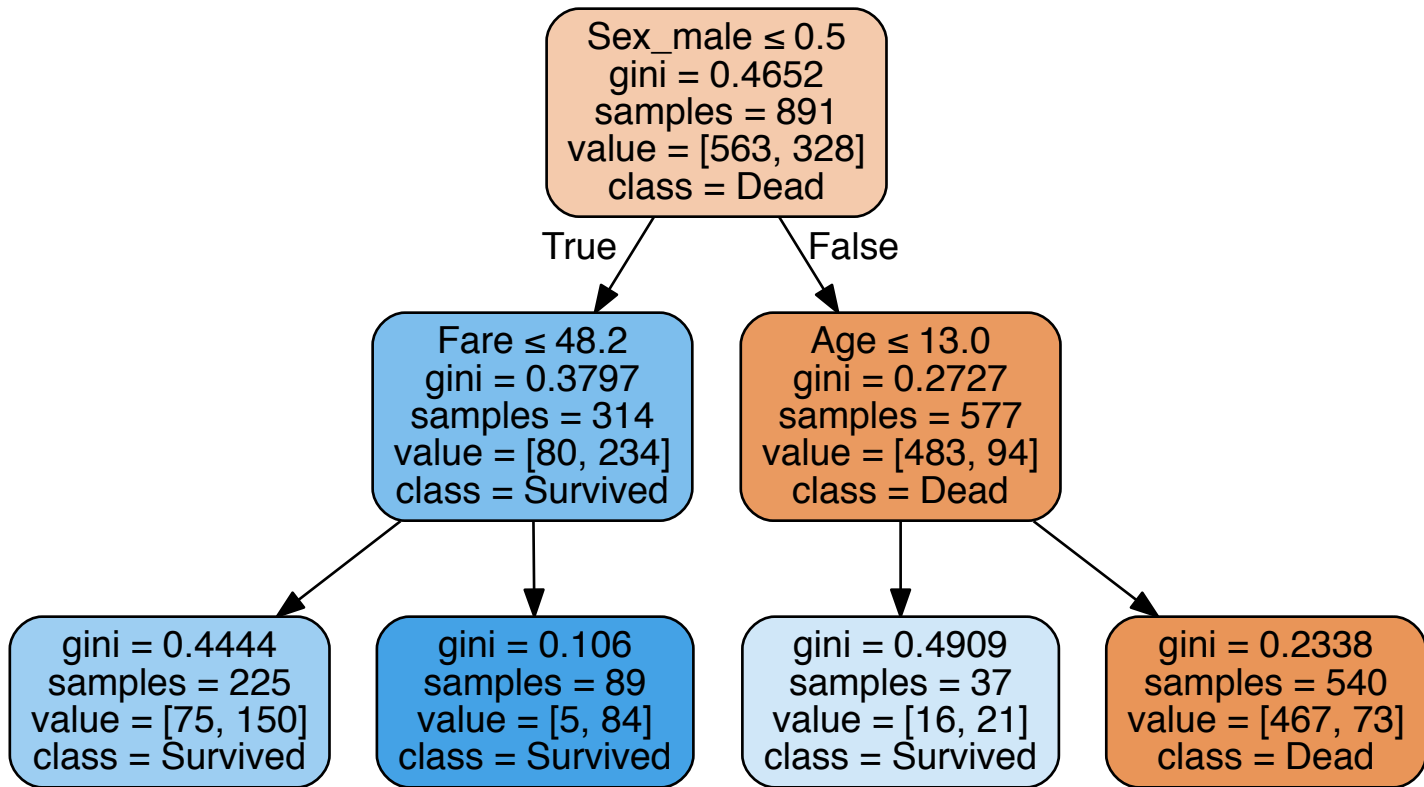 Sex_male ≤ 0.5
gini = 0.4652
samples = 891
value = [563, 328]
class = Dead
True
False
Fare ≤ 48.2
gini = 0.3797
samples = 314
value = [80, 234]
class = Survived
Age ≤ 13.0
gini = 0.2727
samples = 577
value = [483, 94]
class = Dead
gini = 0.4444
samples = 225
value = [75, 150]
class = Survived
gini = 0.106
samples = 89
value = [5, 84]
class = Survived
gini = 0.4909
samples = 37
value = [16, 21]
class = Survived
gini = 0.2338
samples = 540
value = [467, 73]
class = Dead